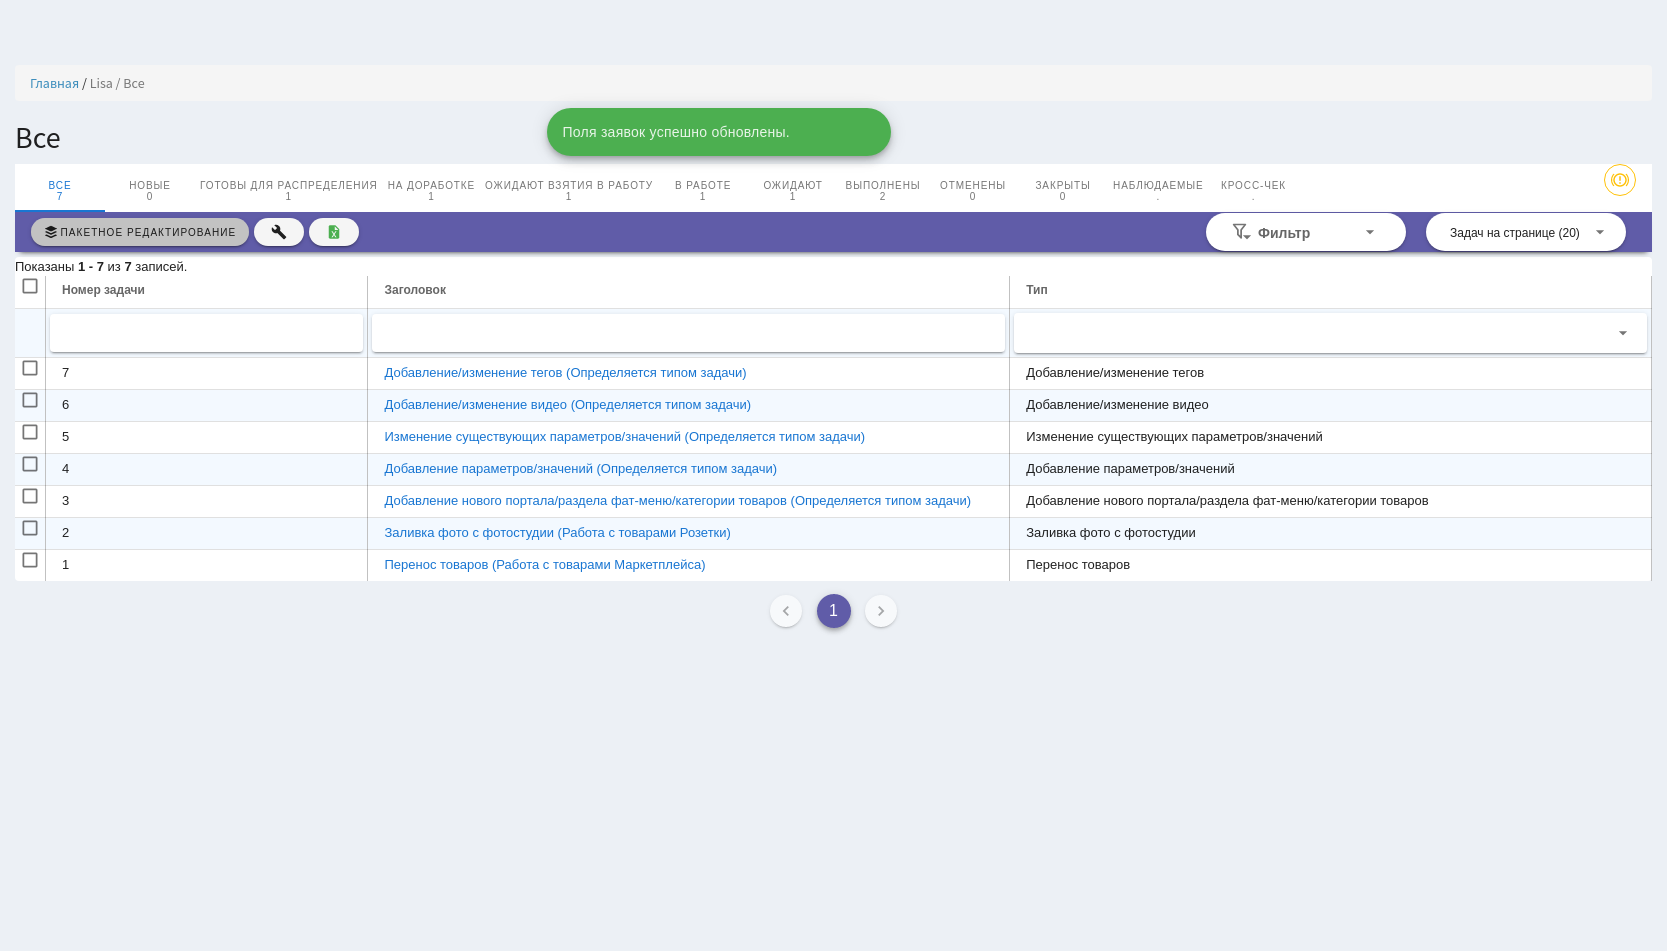 Главная / Lisa / Все
Поля заявок успешно обновлены.
Все
ВСЕ НОВЫЕ ГОТОВЫ ДЛЯ РАСПРЕДЕЛЕНИЯ НА ДОРАБОТКЕ ОЖИДАЮТ ВЗЯТИЯ В РАБОТУ В РАБОТЕ ОЖИДАЮТ ВЫПОЛНЕНЫ ОТМЕНЕНЫ ЗАКРЫТЫ НАБЛЮДАЕМЫЕ КРОСС-ЧЕК
7 0 1 1 1 1 1 2 0 0 . .
ПАКЕТНОЕ РЕДАКТИРОВАНИЕ Фильтр Задач на странице (20)
Показаны 1 - 7 из 7 записей.
Номер задачи Заголовок Тип
7 Добавление/изменение тегов (Определяется типом задачи) Добавление/изменение тегов
6 Добавление/изменение видео (Определяется типом задачи) Добавление/изменение видео
5 Изменение существующих параметров/значений (Определяется типом задачи) Изменение существующих параметров/значений
4 Добавление параметров/значений (Определяется типом задачи) Добавление параметров/значений
3 Добавление нового портала/раздела фат-меню/категории товаров (Определяется типом задачи) Добавление нового портала/раздела фат-меню/категории товаров
2 Заливка фото с фотостудии (Работа с товарами Розетки) Заливка фото с фотостудии
1 Перенос товаров (Работа с товарами Маркетплейса) Перенос товаров
1